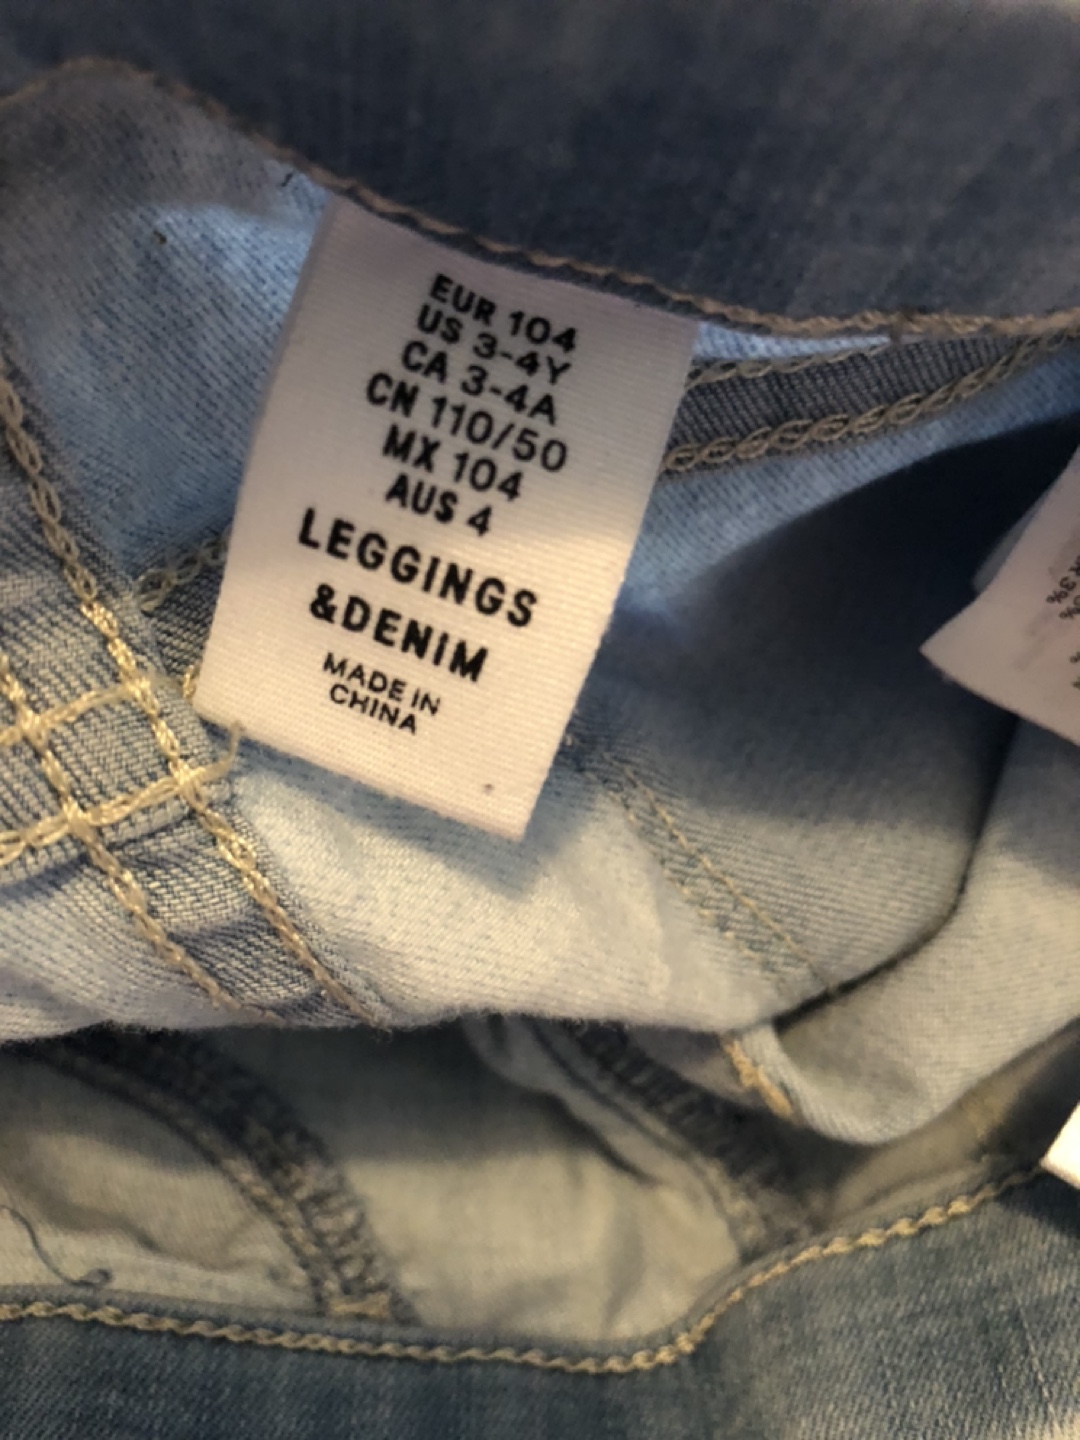 EUR 104
US 3-4Y
CA 3-4A
CN 110/50
MX 104
AUS 4
LEGGINGS
&DENIM
MADE IN
CHINA
3%